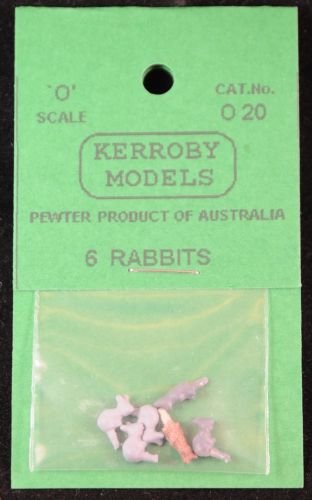 'O' CAT.No.
SCALE O 20
KERROBY
MODELS
PEWTER PRODUCT OF AUSTRALIA
6 RABBITS